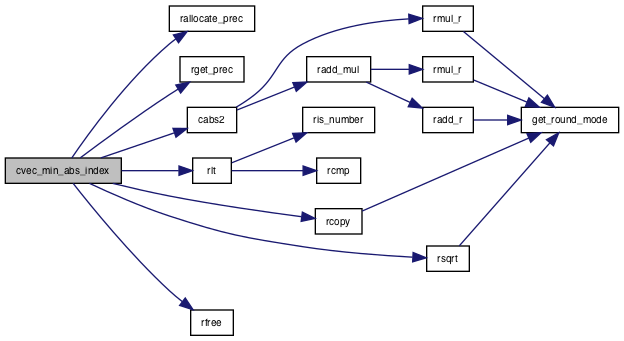 rallocate_prec
rmul_r
rget_prec
radd_mul
rmul_r
cabs2
ris_number
radd_r
get_round_mode
cvec_min_abs_index
rlt
rcmp
rcopy
rsqrt
rfree